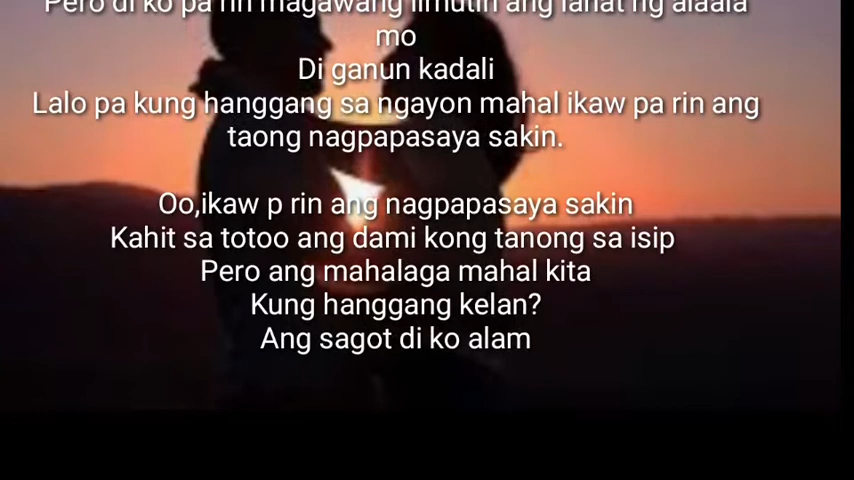 Pero di ko pa rin magawang limutin ang lahat ng alaala
mo
Di ganun kadali
Lalo pa kung hanggang sa ngayon mahal ikaw pa rin ang
taong nagpapasaya sakin.
Oo,ikaw p rin ang nagpapasaya sakin
Kahit sa totoo ang dami kong tanong sa isip
Pero ang mahalaga mahal kita
Kung hanggang kelan?
Ang sagot di ko alam